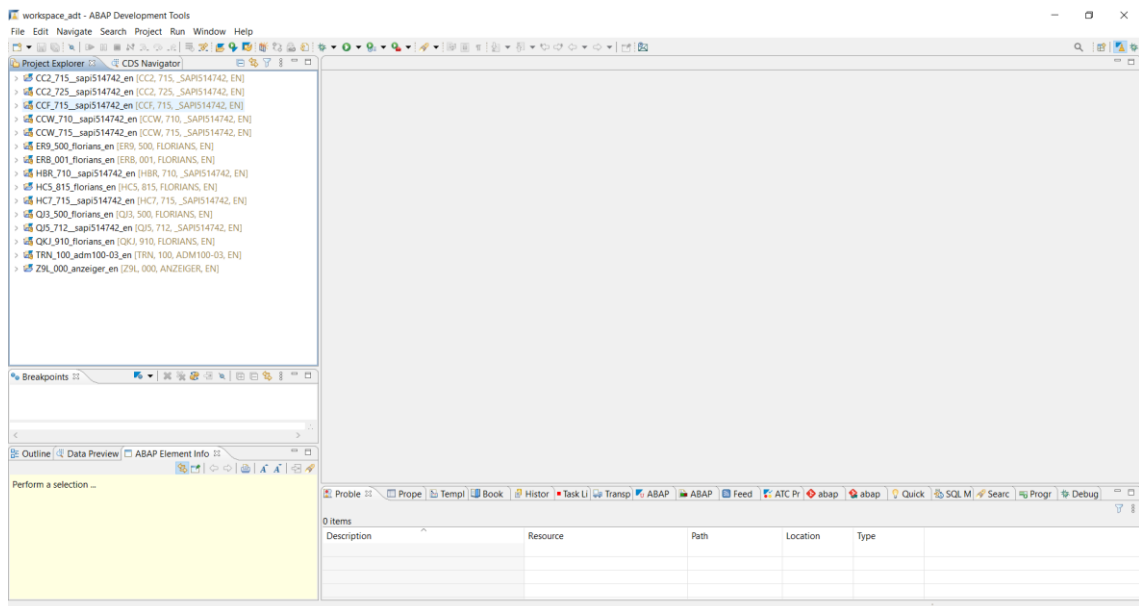 workspace_adt - ABAP Development Tools
File Edit Navigate Search Project Run Window Help
Project Explorer CDS Navigator
CC2_715__sapi514742_en [CC2, 715, _SAPI514742, EN]
CC2_725__sapi514742_en [CC2, 725, _SAPI514742, EN]
CCF_715__sapi514742_en [CCF, 715, _SAPI514742, EN]
CCW_710__sapi514742_en [CCW, 710, _SAPI514742, EN]
CCW_715__sapi514742_en [CCW, 715, _SAPI514742, EN]
ER9_500_florians_en [ER9, 500, FLORIANS, EN]
ERB_001_florians_en [ERB, 001, FLORIANS, EN]
HBR_710__sapi514742_en [HBR, 710, _SAPI514742, EN]
HC5_815_florians_en [HC5, 815, FLORIANS, EN]
HC7_715__sapi514742_en [HC7, 715, _SAPI514742, EN]
QJ3_500_florians_en [QJ3, 500, FLORIANS, EN]
QJ5_712__sapi514742_en [QJ5, 712, _SAPI514742, EN]
QKJ_910_florians_en [QKJ, 910, FLORIANS, EN]
TRN_100_adm100-03_en [TRN, 100, ADM100-03, EN]
Z9L_000_anzeiger_en [Z9L, 000, ANZEIGER, EN]
Breakpoints
Outline Data Preview ABAP Element Info
Perform a selection ...
Proble Prope Templ Book Histor Task Li Transp ABAP ABAP Feed ATC Pr abap abap Quick SQL M Searc Progr Debug
0 items
Description Resource Path Location Type